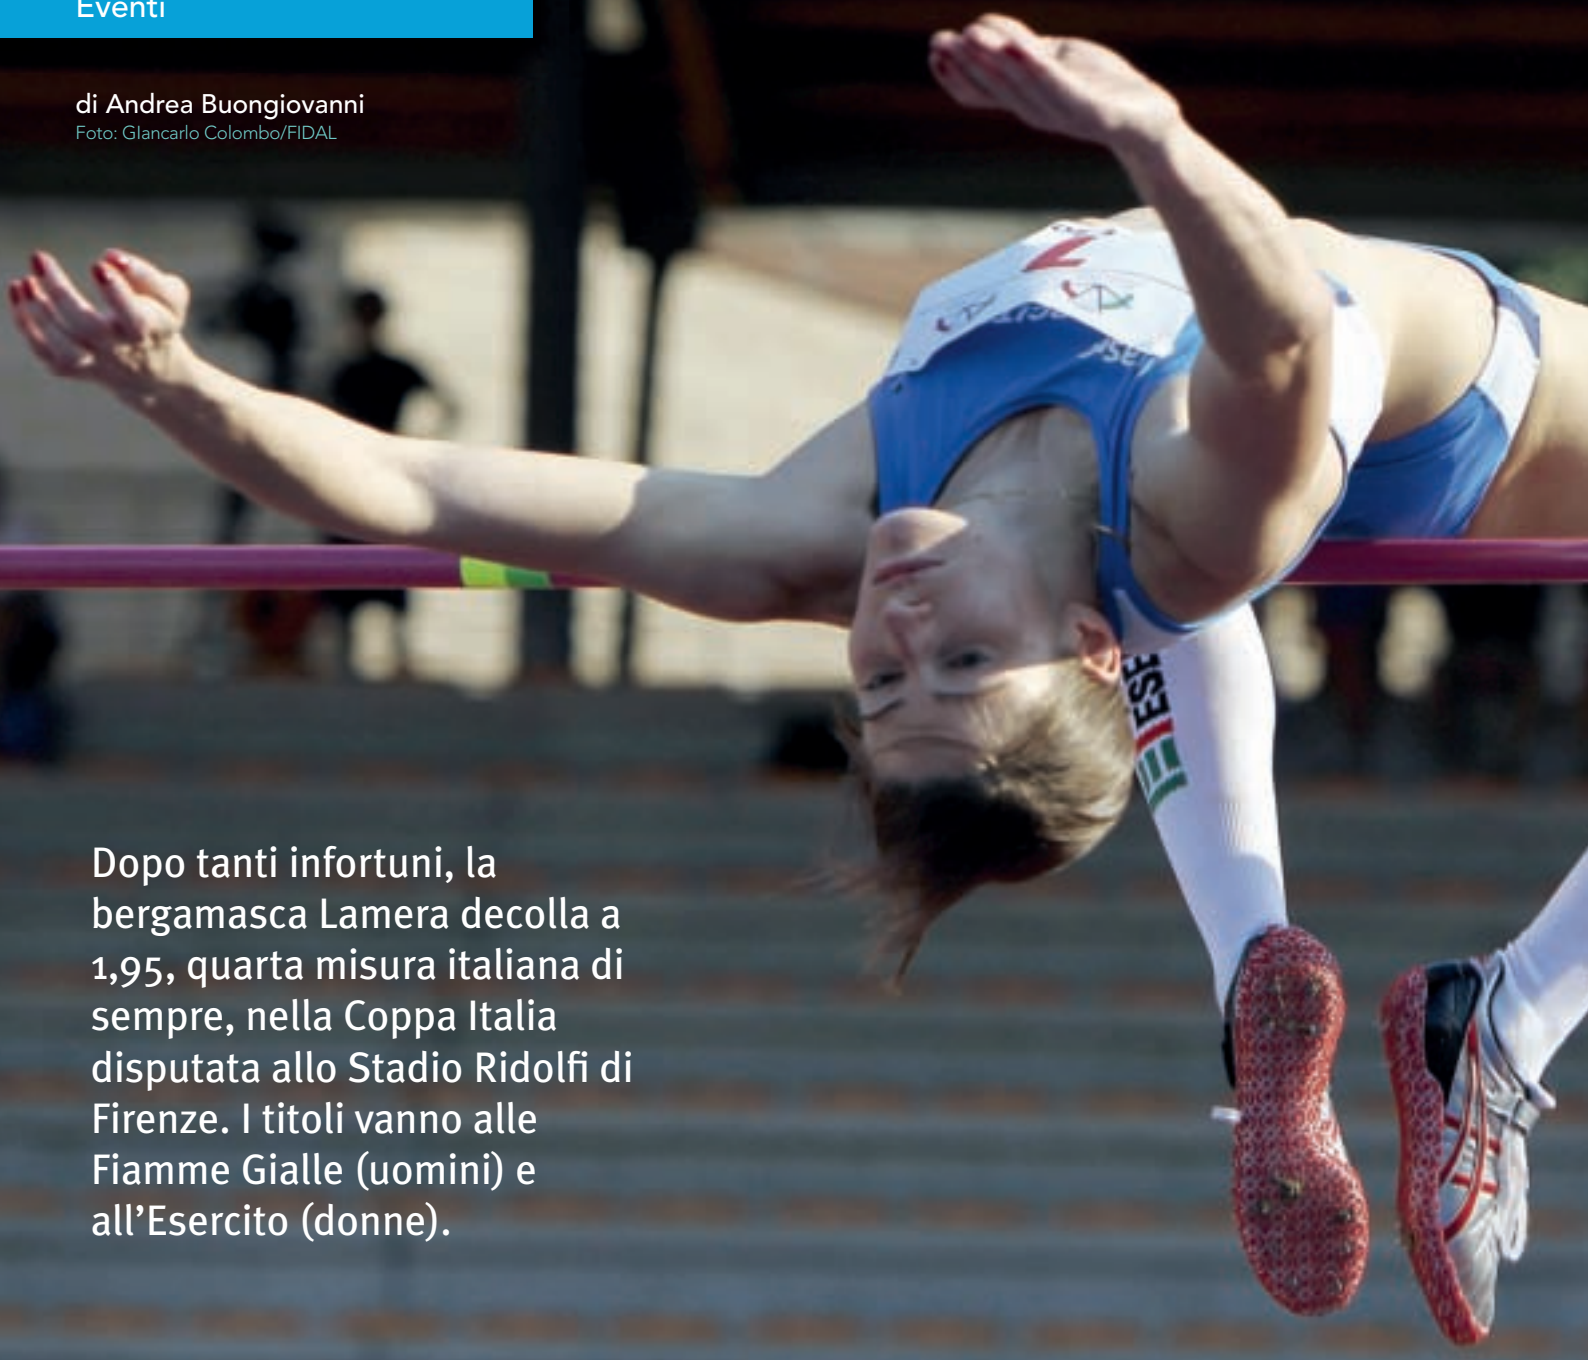 Eventi
di Andrea Buongiovanni
Foto: GIancarlo Colombo/FIDAL
7
ESE
Dopo tanti infortuni, la
bergamasca Lamera decolla a
1,95, quarta misura italiana di
sempre, nella Coppa Italia
disputata allo Stadio Ridolfi di
Firenze. I titoli vanno alle
Fiamme Gialle (uomini) e
all’Esercito (donne).